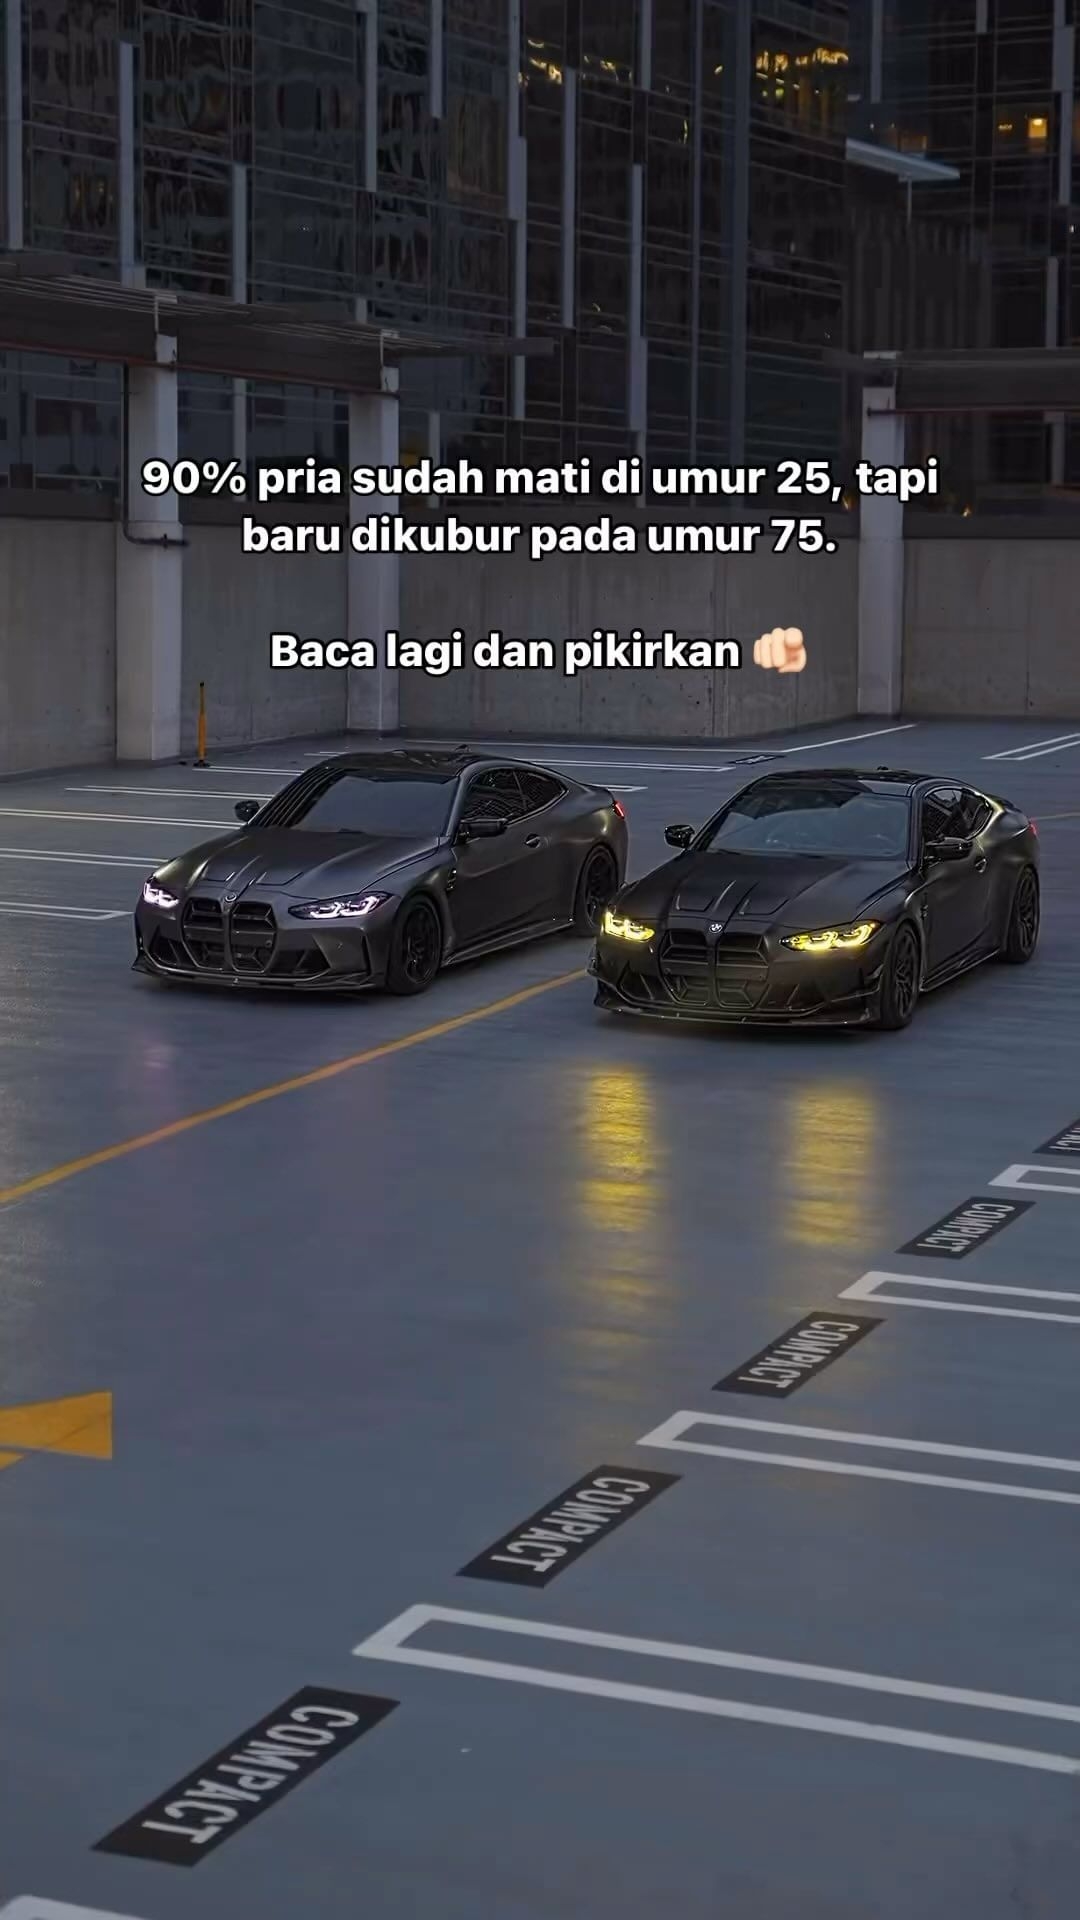 90% pria sudah mati di umur 25, tapi
baru dikubur pada umur 75.
Baca lagi dan pikirkan 🫵🏻
COMPACT
COMPACT
COMPACT
COMPACT